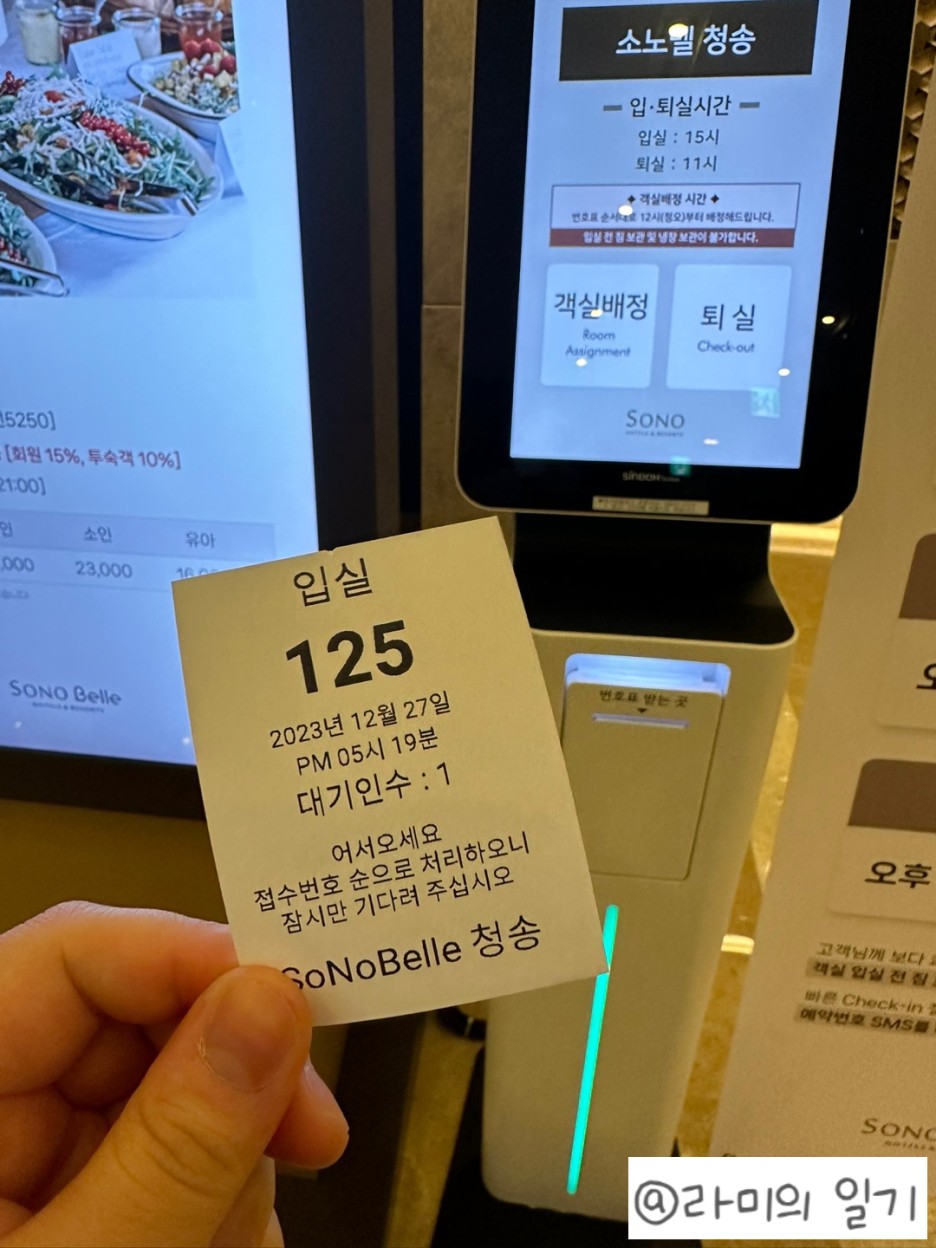 소노벨 청송
입·퇴실시간
입실 : 15시
퇴실 : 11시
✦ 객실배정 시간 ✦
번호표 순서대로 12시(정오)부터 배정해드립니다.
입실 전 짐 보관 및 냉장 보관이 불가합니다.
객실배정
Room
Assignment
퇴 실
Check-out
SONO
HOTELS & RESORTS
5250]
[회원 15%, 투숙객 10%]
21:00]
소인
유아
,000
23,000
SONO Belle
HOTELS & RESORTS
입실
125
2023년 12월 27일
PM 05시 19분
대기인수 : 1
어서오세요
접수번호 순으로 처리하오니
잠시만 기다려 주십시오
SoNoBelle 청송
번호표 받는 곳
오후
고객님께 보다
객실 입실 전 짐
빠른 Check-in
예약번호 SMS를
SONO
@라미의 일기